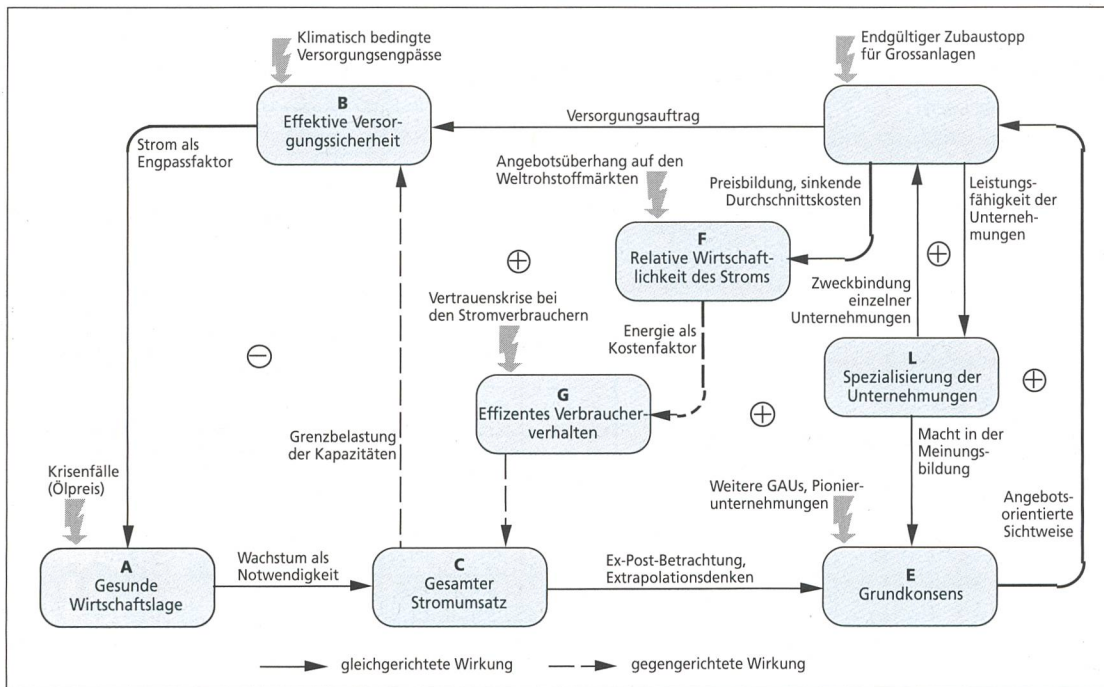 Klimatisch bedingte
Versorgungsengpässe
Endgültiger Zubaustopp
für Grossanlagen
B
Effektive Versor-
gungssicherheit
Versorgungsauftrag
Strom als
Engpassfaktor
Angebotsüberhang auf den
Weltrohstoffmärkten
Preisbildung, sinkende
Durchschnittskosten
Leistungs-
fähigkeit der
Unterneh-
mungen
F
Relative Wirtschaft-
lichkeit des Stroms
+
+
Zweckbindung
einzelner
Unternehmungen
Vertrauenskrise bei
den Stromverbrauchern
Energie als
Kostenfaktor
−
L
Spezialisierung der
Unternehmungen
+
G
Effizentes Verbraucher-
verhalten
+
Grenzbelastung
der Kapazitäten
Macht in der
Meinungs-
bildung
Krisenfälle
(Ölpreis)
Weitere GAUs, Pionier-
unternehmungen
Angebots-
orientierte
Sichtweise
A
Gesunde
Wirtschaftslage
Wachstum als
Notwendigkeit
C
Gesamter
Stromumsatz
Ex-Post-Betrachtung,
Extrapolationsdenken
E
Grundkonsens
gleichgerichtete Wirkung
gegengerichtete Wirkung